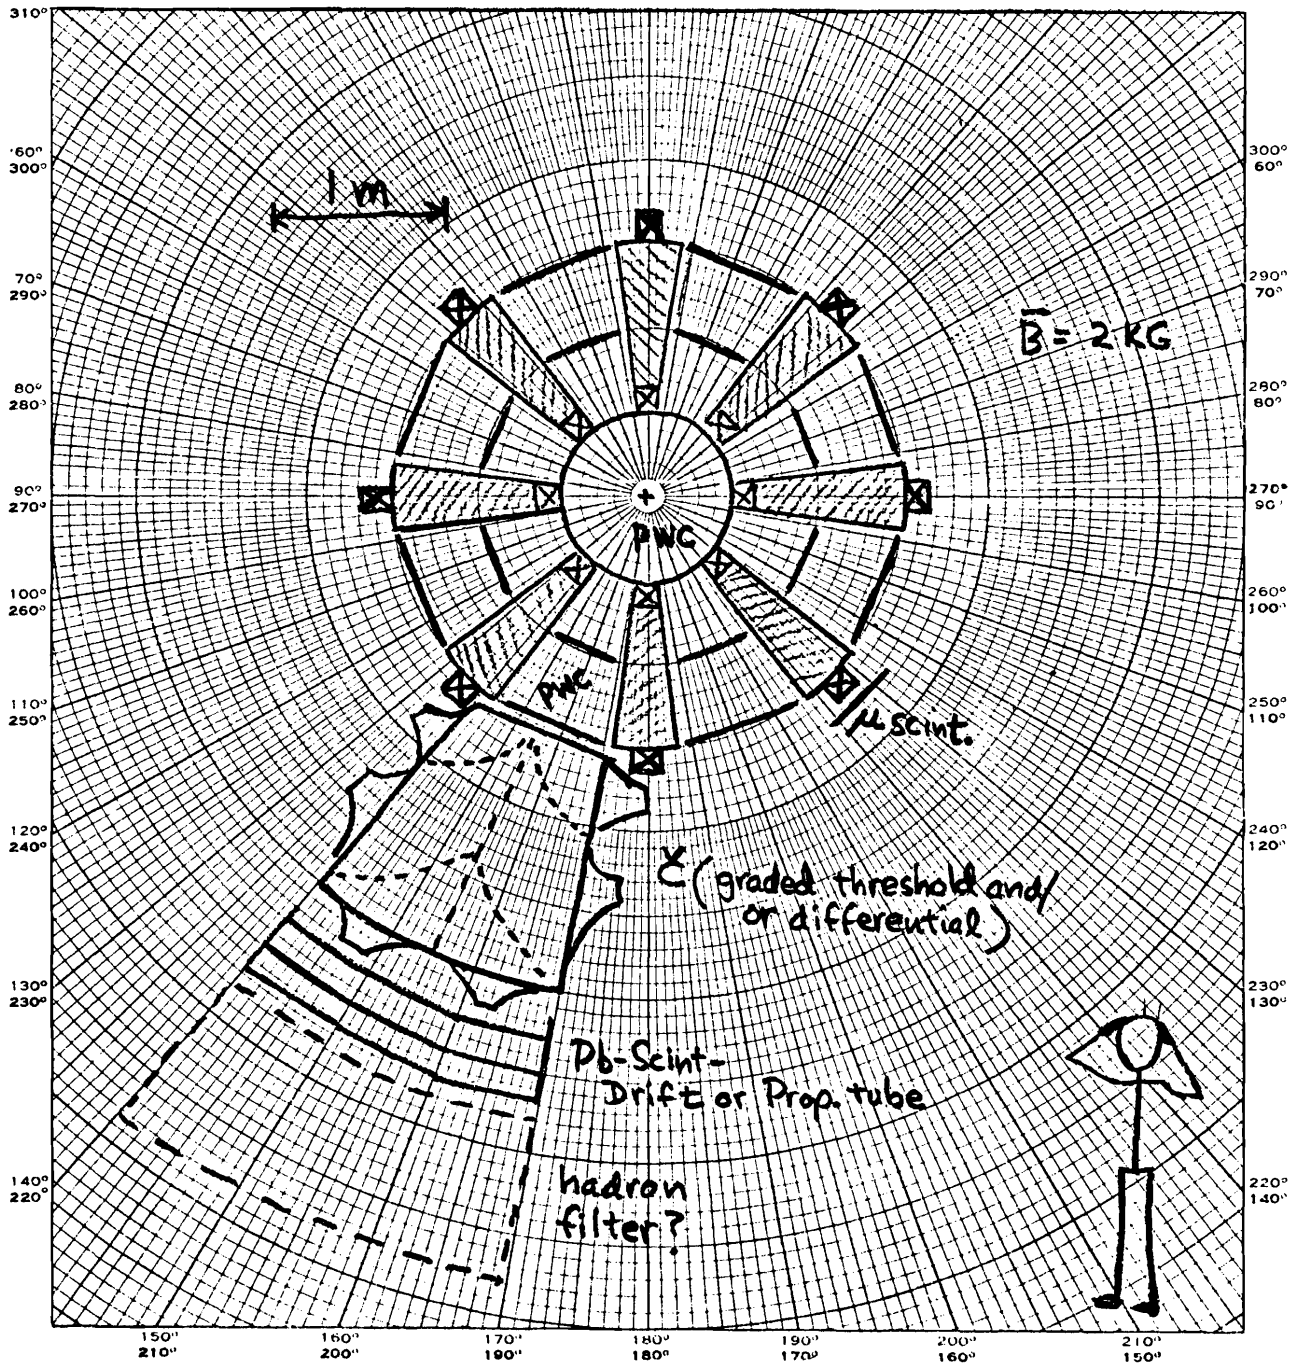 310°
60°
300°
300°
60°
1 m
70°
290°
290°
70°
B = 2 KG
80°
280°
280°
80°
90°
270°
270°
90°
PWC
100°
260°
260°
100°
PWC
110°
250°
250°
110°
μ scint.
120°
240°
240°
120°
Č (graded threshold and/
or differential)
130°
230°
230°
130°
Pb-Scint-
Drift or Prop. tube
140°
220°
220°
140°
hadron
filter?
150° 160° 170° 180° 190° 200° 210°
210° 200° 190° 180° 170° 160° 150°